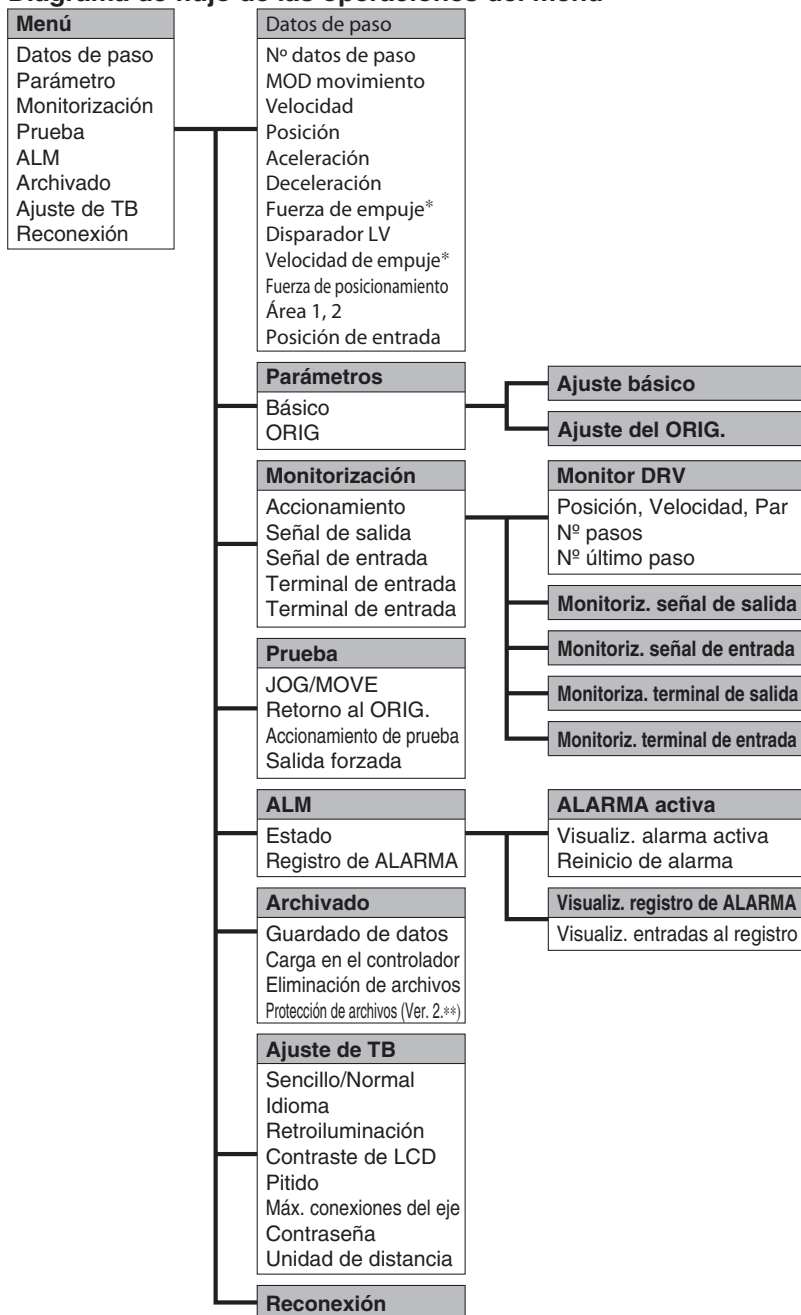 Diagrama de flujo de las operaciones del menú
Menú
Datos de paso
Parámetro
Monitorización
Prueba
ALM
Archivado
Ajuste de TB
Reconexión
Datos de paso
Nº datos de paso
MOD movimiento
Velocidad
Posición
Aceleración
Deceleración
Fuerza de empuje*
Disparador LV
Velocidad de empuje*
Fuerza de posicionamiento
Área 1, 2
Posición de entrada
Parámetros
Básico
ORIG
Ajuste básico
Ajuste del ORIG.
Monitorización
Accionamiento
Señal de salida
Señal de entrada
Terminal de entrada
Terminal de entrada
Monitor DRV
Posición, Velocidad, Par
Nº pasos
Nº último paso
Monitoriz. señal de salida
Monitoriz. señal de entrada
Monitoriza. terminal de salida
Monitoriz. terminal de entrada
Prueba
JOG/MOVE
Retorno al ORIG.
Accionamiento de prueba
Salida forzada
ALM
Estado
Registro de ALARMA
ALARMA activa
Visualiz. alarma activa
Reinicio de alarma
Visualiz. registro de ALARMA
Visualiz. entradas al registro
Archivado
Guardado de datos
Carga en el controlador
Eliminación de archivos
Protección de archivos (Ver. 2.**)
Ajuste de TB
Sencillo/Normal
Idioma
Retroiluminación
Contraste de LCD
Pitido
Máx. conexiones del eje
Contraseña
Unidad de distancia
Reconexión